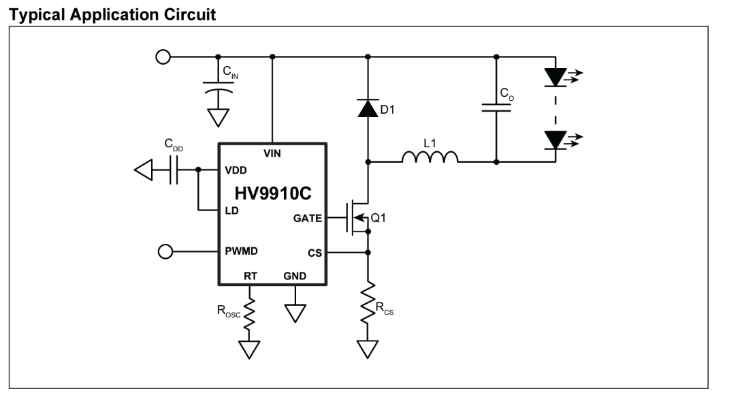 Typical Application Circuit
CIN
D1
CO
L1
CDD
VIN
VDD
HV9910C
LD
GATE
Q1
PWMD
CS
RT
GND
ROSC
RCS